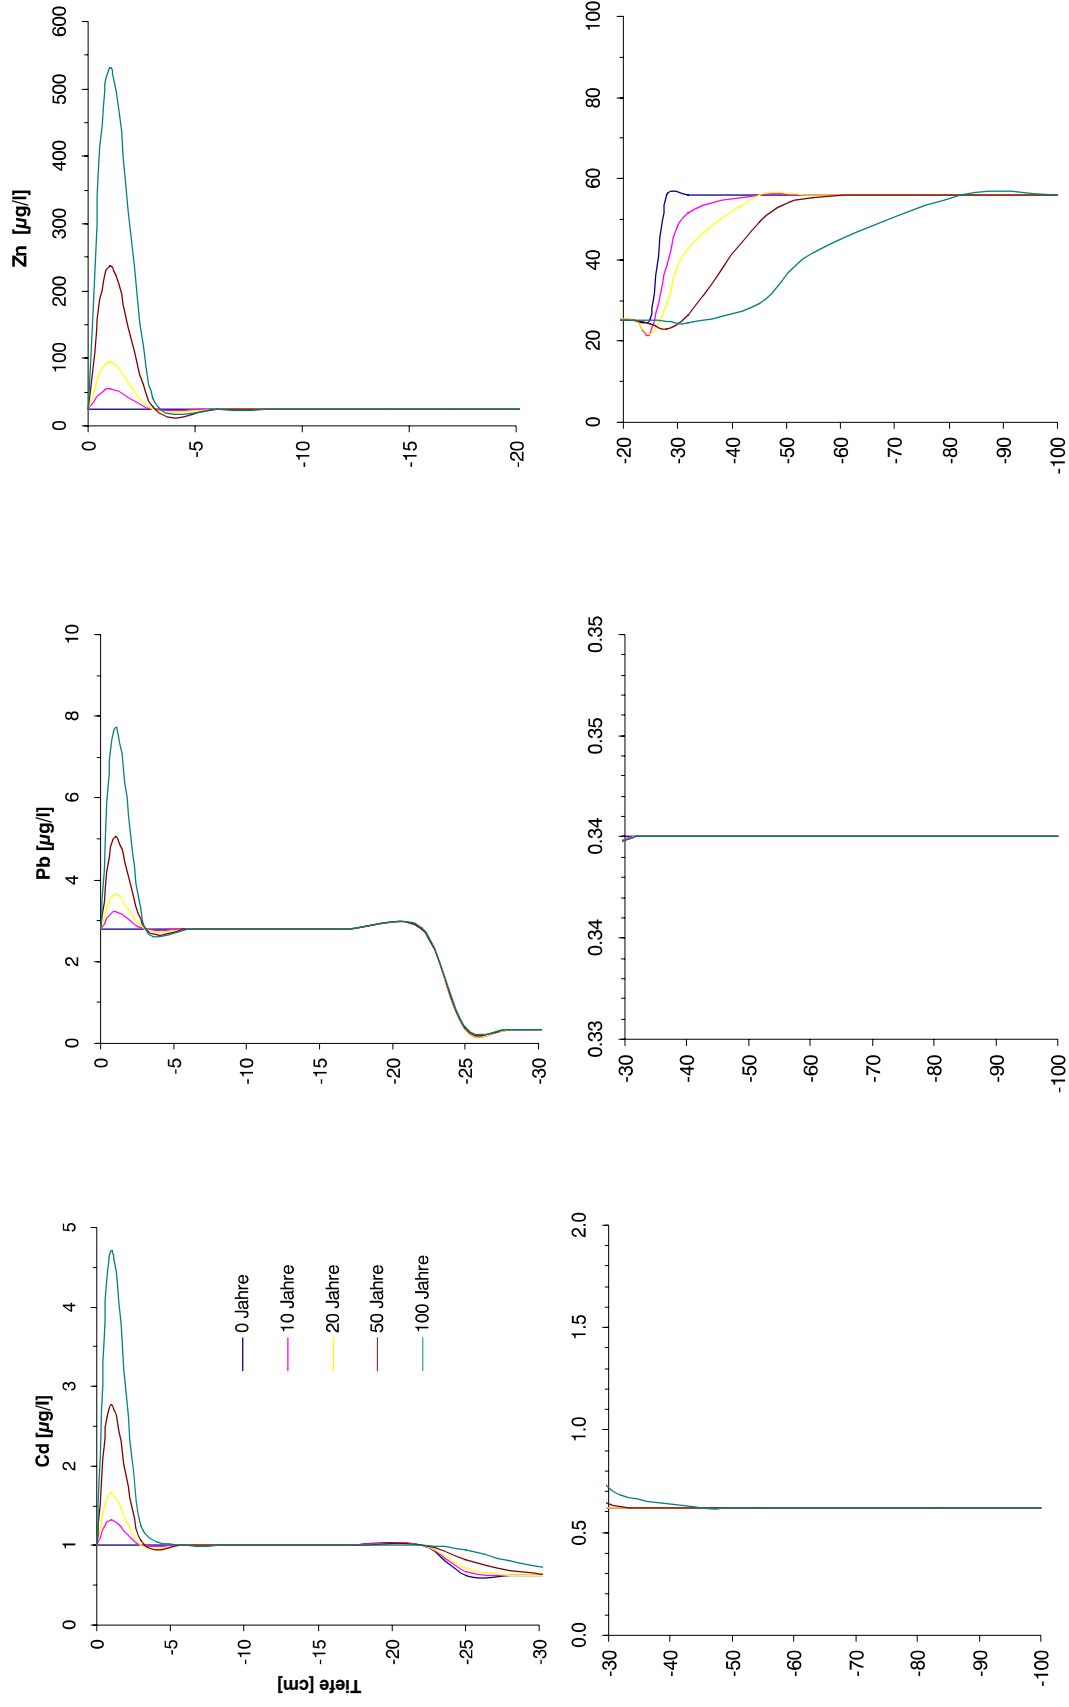 Cd [µg/l]
0 1 2 3 4 5
Tiefe [cm]
0
-5
-10
-15
-20
-25
-30
0 Jahre
10 Jahre
20 Jahre
50 Jahre
100 Jahre
Pb [µg/l]
0 2 4 6 8 10
0
-5
-10
-15
-20
-25
-30
Zn [µg/l]
0 100 200 300 400 500 600
0
-5
-10
-15
-20
0.0 0.5 1.0 1.5 2.0
-30
-40
-50
-60
-70
-80
-90
-100
0.33 0.34 0.34 0.35 0.35
-30
-40
-50
-60
-70
-80
-90
-100
0 20 40 60 80 100
-20
-30
-40
-50
-60
-70
-80
-90
-100